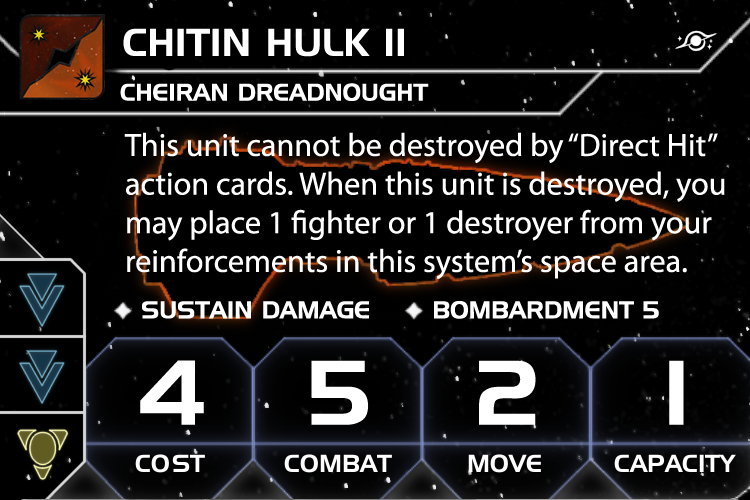 CHITIN HULK II
CHEIRAN DREADNOUGHT
This unit cannot be destroyed by “Direct Hit”
action cards. When this unit is destroyed, you
may place 1 fighter or 1 destroyer from your
reinforcements in this system’s space area.
SUSTAIN DAMAGE BOMBARDMENT 5
4 5 2 1
COST COMBAT MOVE CAPACITY